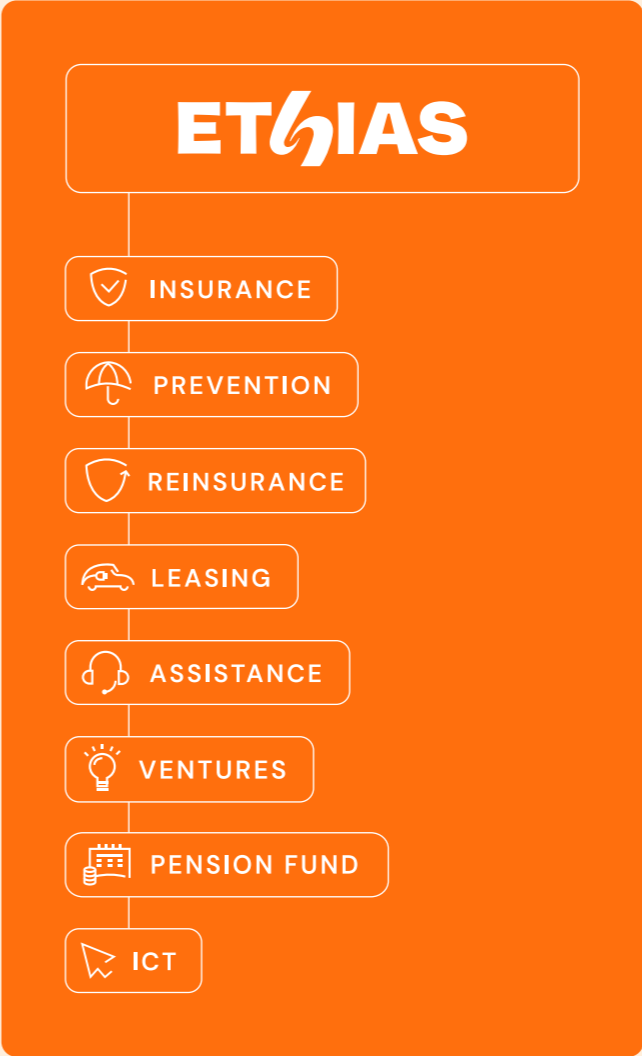 ETHIAS
INSURANCE
PREVENTION
REINSURANCE
LEASING
ASSISTANCE
VENTURES
PENSION FUND
ICT